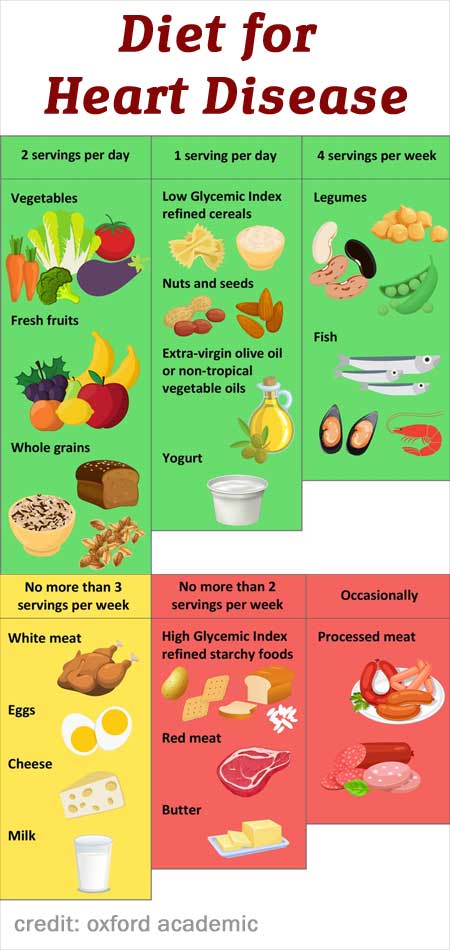 Diet for
Heart Disease
2 servings per day
1 serving per day
4 servings per week
Vegetables
Fresh fruits
Whole grains
Low Glycemic Index
refined cereals
Nuts and seeds
Extra-virgin olive oil
or non-tropical
vegetable oils
Yogurt
Legumes
Fish
No more than 3
servings per week
No more than 2
servings per week
Occasionally
White meat
Eggs
Cheese
Milk
High Glycemic Index
refined starchy foods
Red meat
Butter
Processed meat
credit: oxford academic